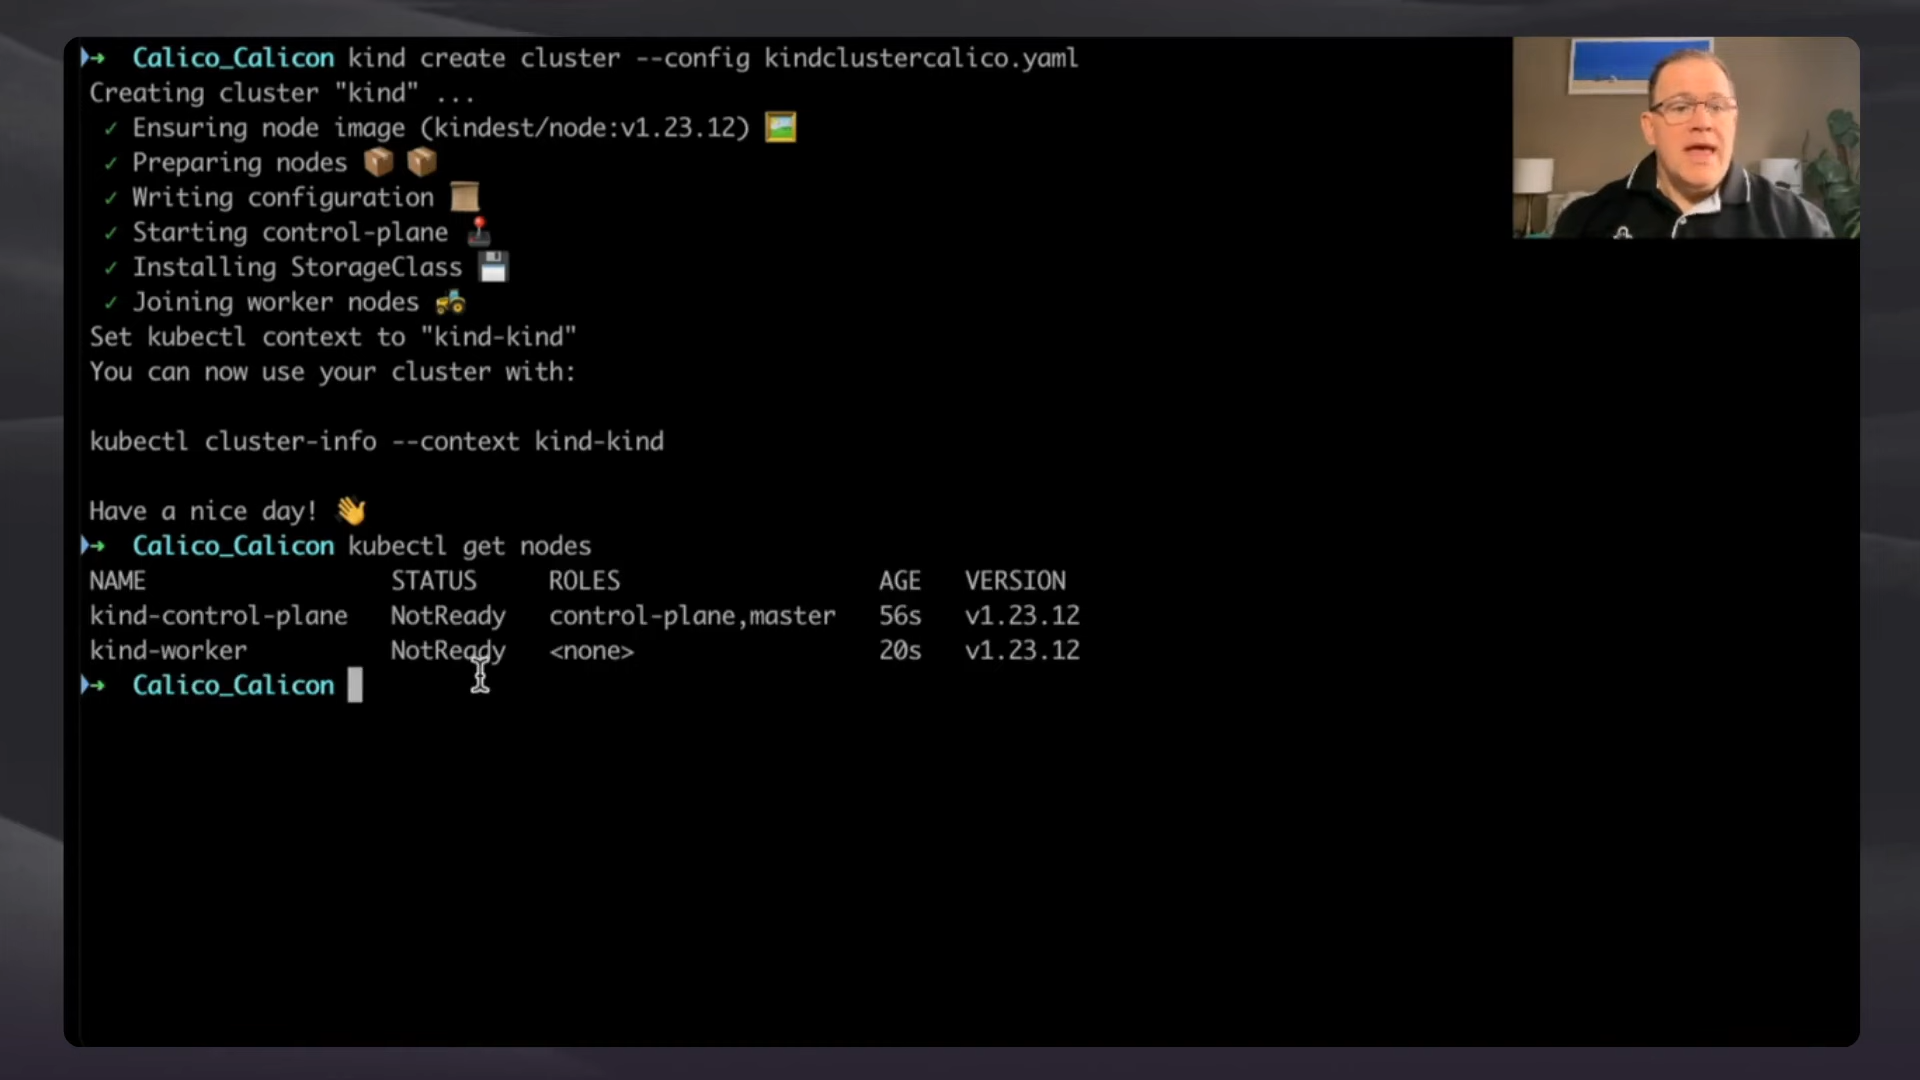 Calico_Calicon kind create cluster --config kindclustercalico.yaml
Creating cluster "kind" ...
✓ Ensuring node image (kindest/node:v1.23.12) 🖼
✓ Preparing nodes 📦 📦
✓ Writing configuration 📜
✓ Starting control-plane 🕹
✓ Installing StorageClass 💾
✓ Joining worker nodes 🚜
Set kubectl context to "kind-kind"
You can now use your cluster with:
kubectl cluster-info --context kind-kind
Have a nice day! 👋
Calico_Calicon kubectl get nodes
NAME STATUS ROLES AGE VERSION
kind-control-plane NotReady control-plane,master 56s v1.23.12
kind-worker NotReady <none> 20s v1.23.12
Calico_Calicon